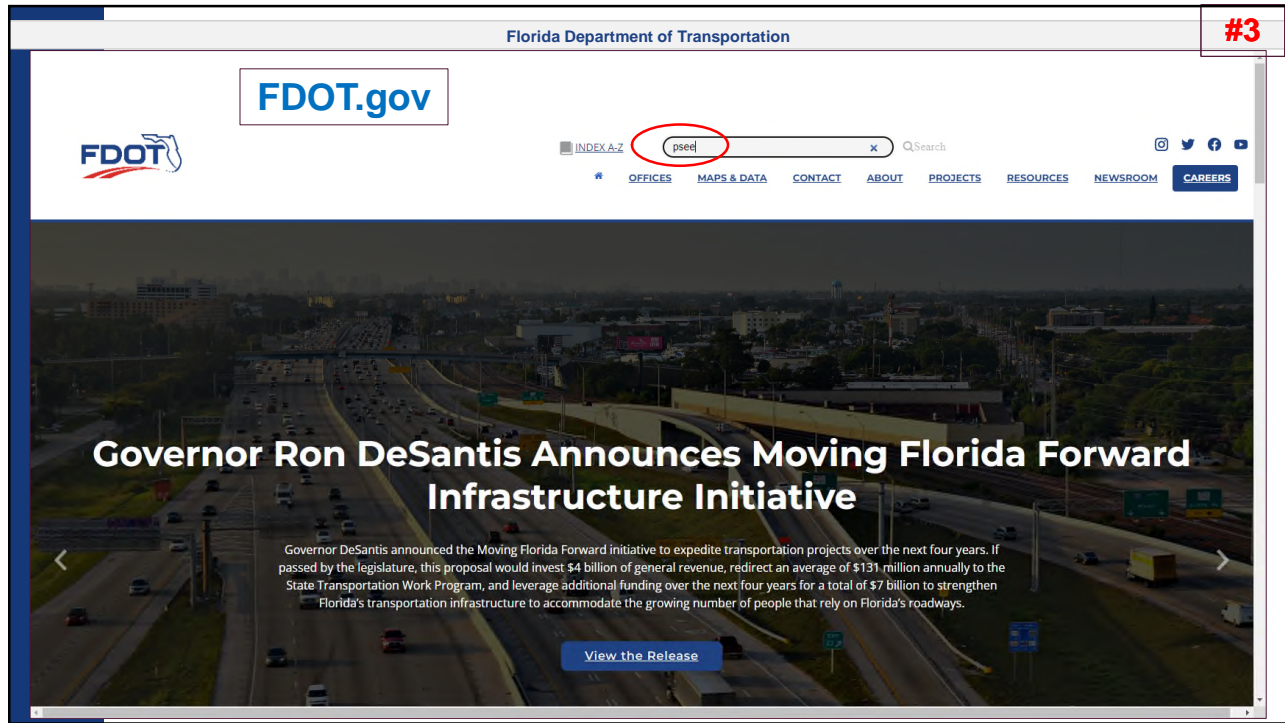 Florida Department of Transportation
#3
FDOT.gov
FDOT
INDEX A-Z
psee
×
Search
OFFICES MAPS & DATA CONTACT ABOUT PROJECTS RESOURCES NEWSROOM CAREERS
Governor Ron DeSantis Announces Moving Florida Forward
Infrastructure Initiative
Governor DeSantis announced the Moving Florida Forward initiative to expedite transportation projects over the next four years. If
passed by the legislature, this proposal would invest $4 billion of general revenue, redirect an average of $131 million annually to the
State Transportation Work Program, and leverage additional funding over the next four years for a total of $7 billion to strengthen
Florida's transportation infrastructure to accommodate the growing number of people that rely on Florida's roadways.
View the Release